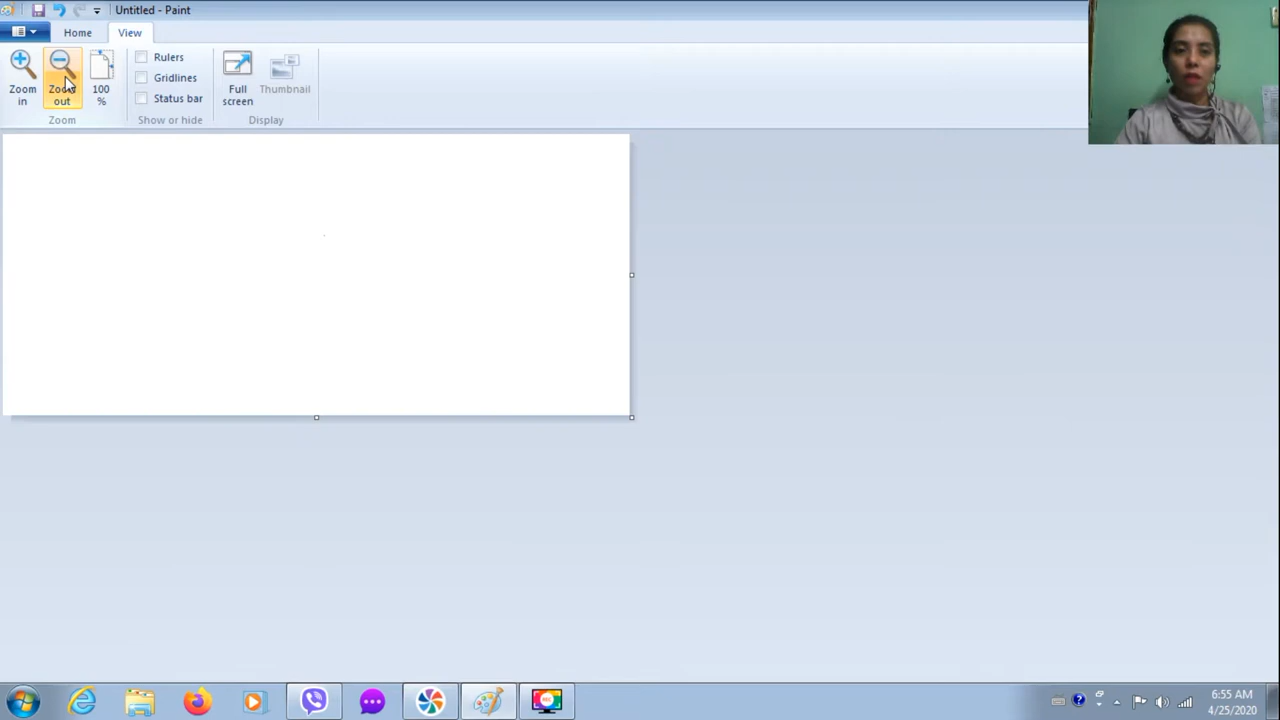 Untitled - Paint
Home View
Zoom in
Zoom out
100 %
Zoom
Rulers
Gridlines
Status bar
Show or hide
Full screen
Thumbnail
Display
6:55 AM
4/25/2020